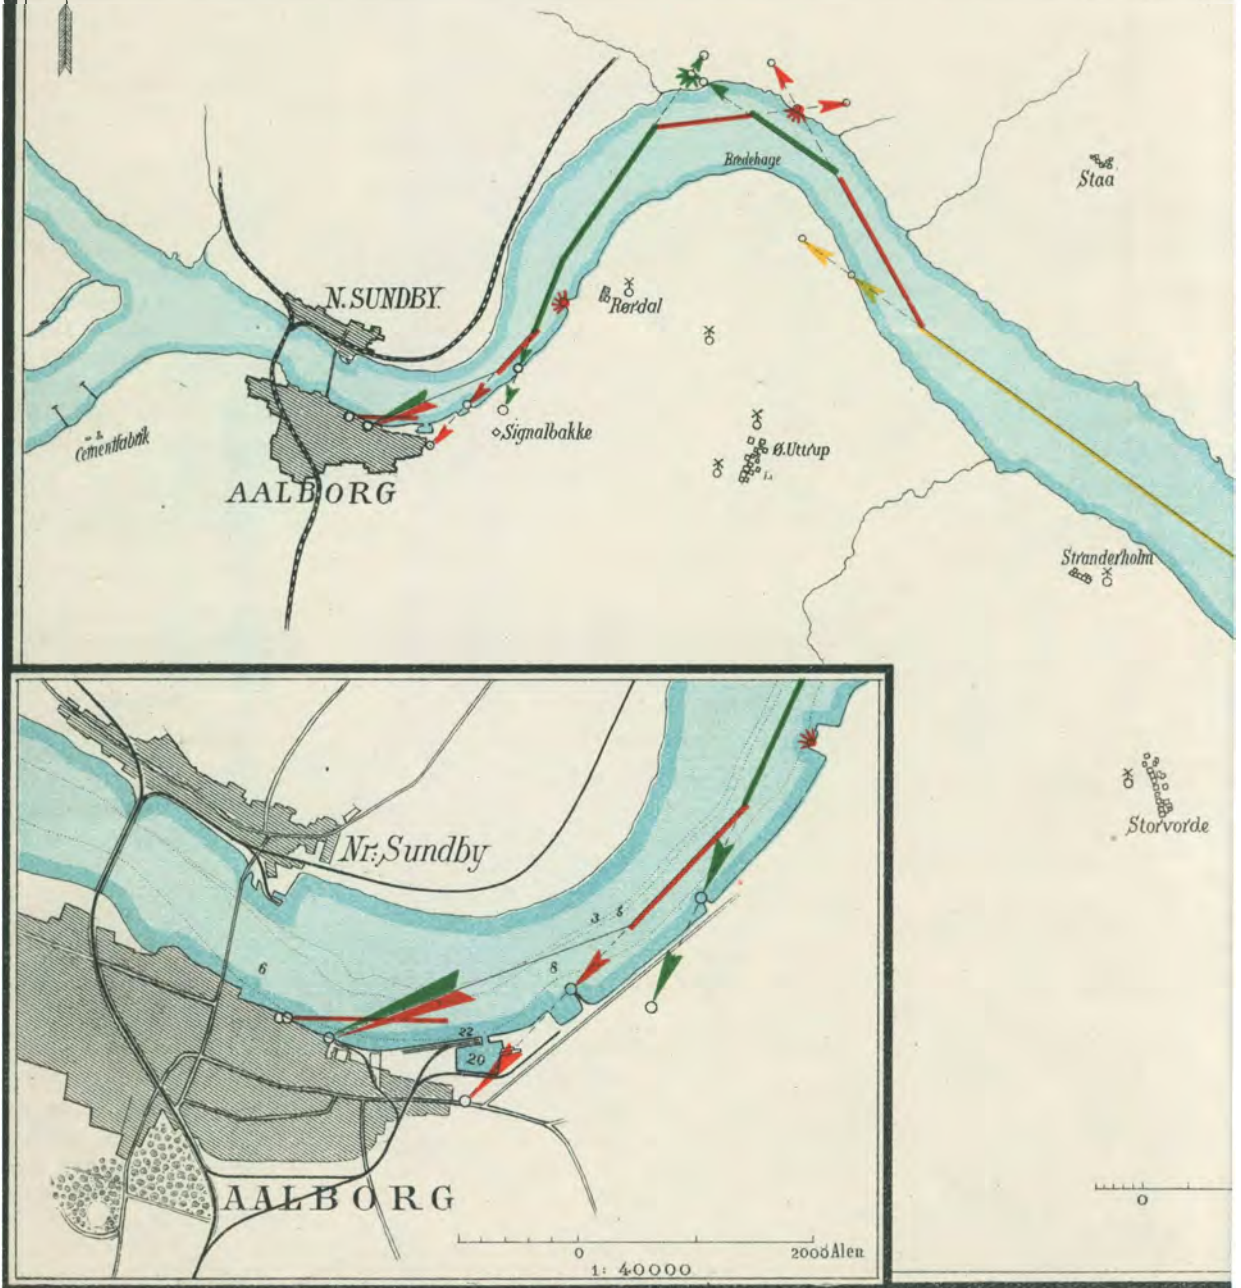 Bredehage
Staa
N. SUNDBY.
Rørdal
Cementfabrik
Signalbakke
Ø. Uttrup
AALBORG
Stranderholm
Nr. Sundby
Storvorde
3
5
6
8
22
20
AALBORG
0
2000 Alen
1: 40000
0